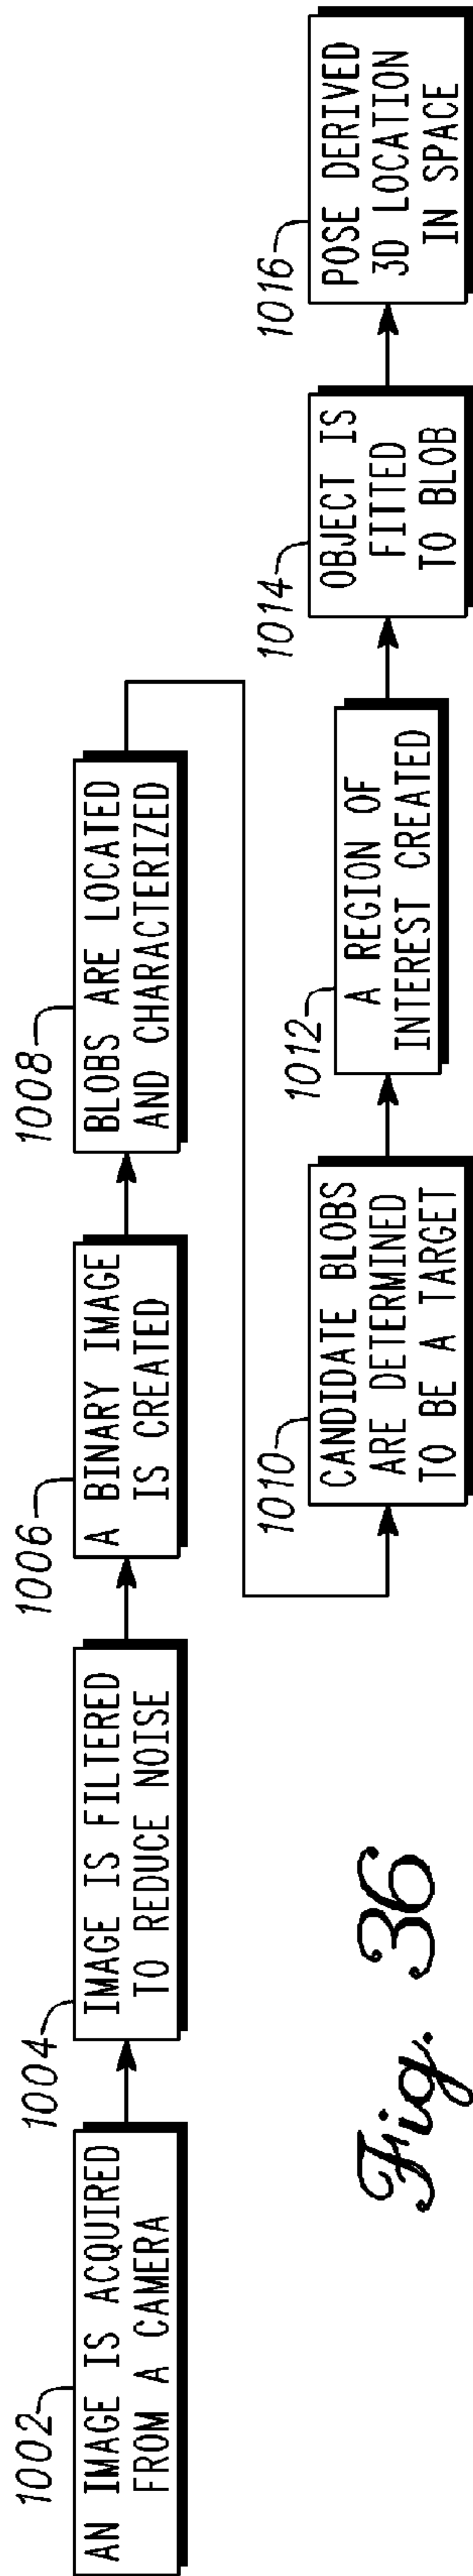 1002
AN IMAGE IS ACQUIRED
FROM A CAMERA
1004
IMAGE IS FILTERED
TO REDUCE NOISE
1006
A BINARY IMAGE
IS CREATED
1008
BLOBS ARE LOCATED
AND CHARACTERIZED
1010
CANDIDATE BLOBS
ARE DETERMINED
TO BE A TARGET
1012
A REGION OF
INTEREST CREATED
1014
OBJECT IS
FITTED
TO BLOB
1016
POSE DERIVED
3D LOCATION
IN SPACE
Fig. 36